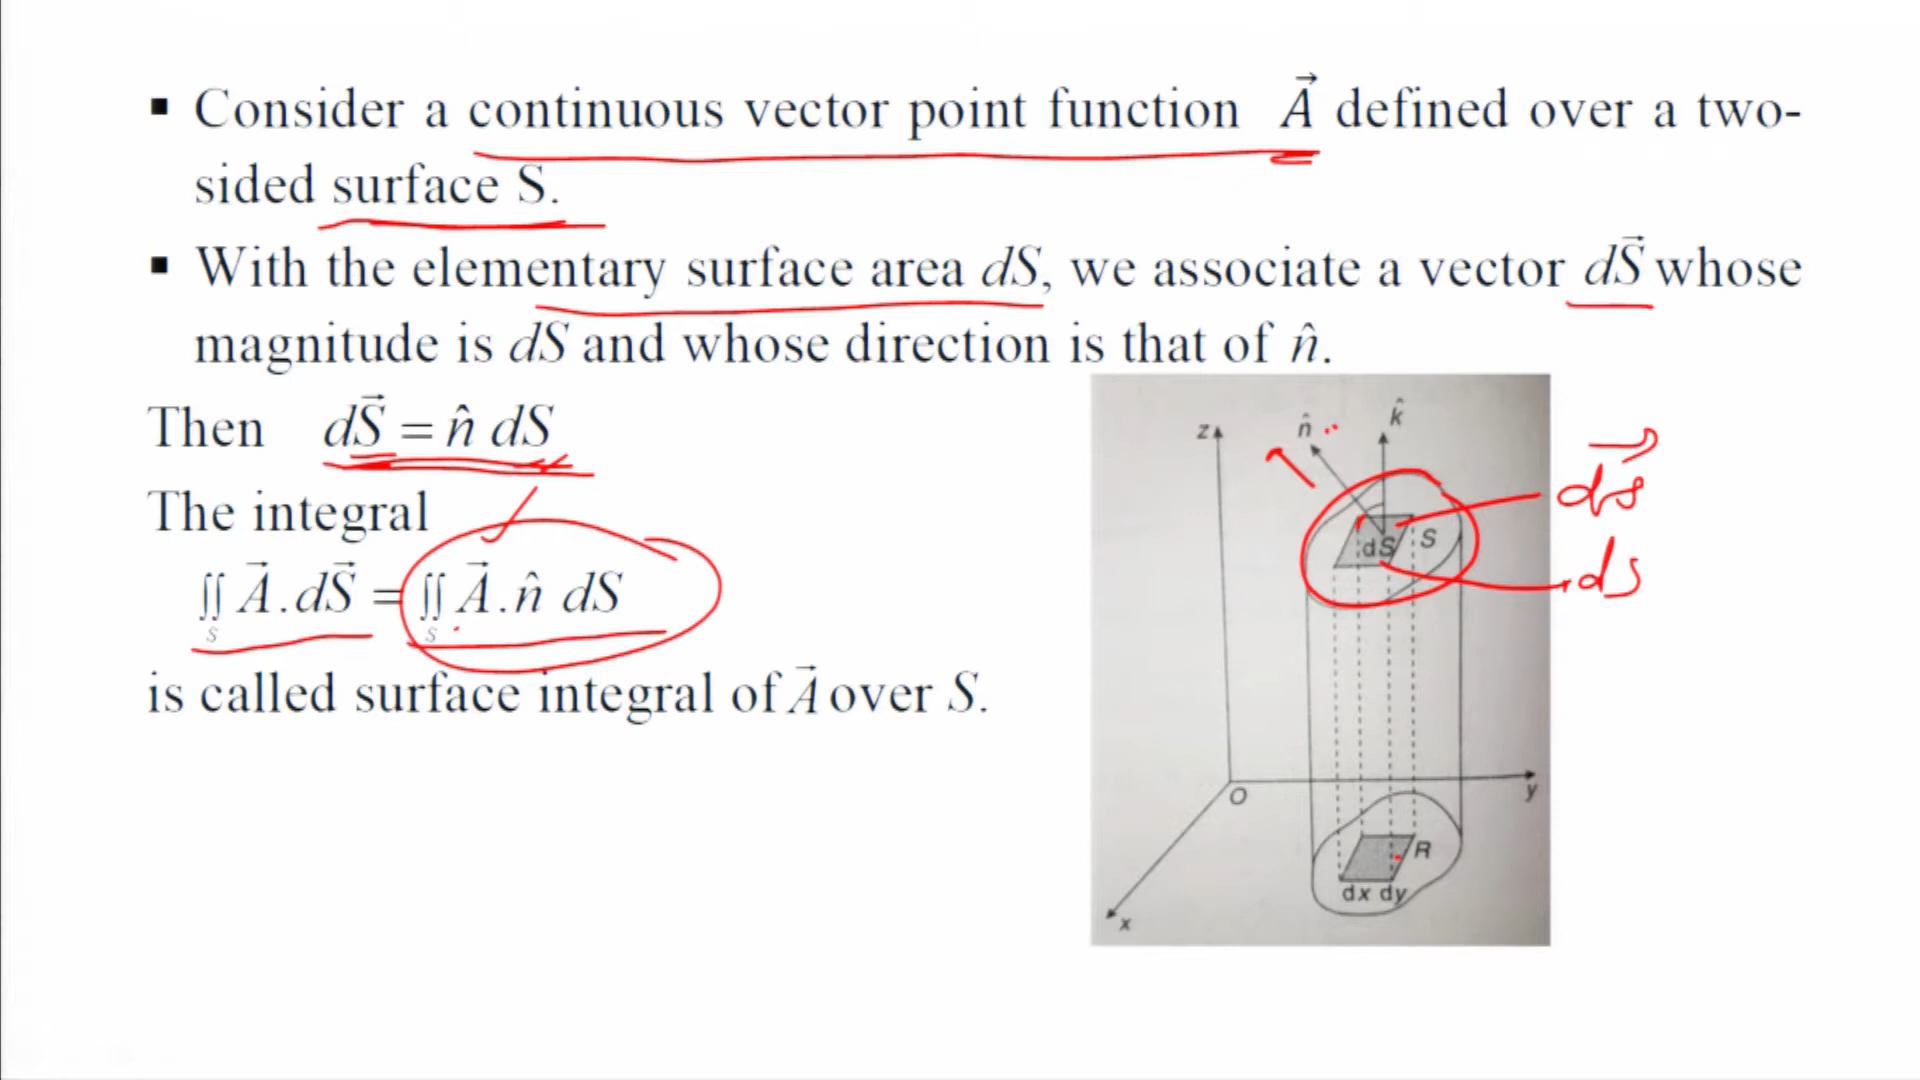 ▪ Consider a continuous vector point function A⃗ defined over a two-
sided surface S.
▪ With the elementary surface area dS, we associate a vector dS⃗ whose
magnitude is dS and whose direction is that of n̂.
Then dS⃗ = n̂ dS
The integral
∬ₛ A⃗.dS⃗ = ∬ₛ A⃗.n̂ dS
is called surface integral of A⃗ over S.
z n̂ k̂
dS S
O y
R
dx dy
x
ds⃗
ds